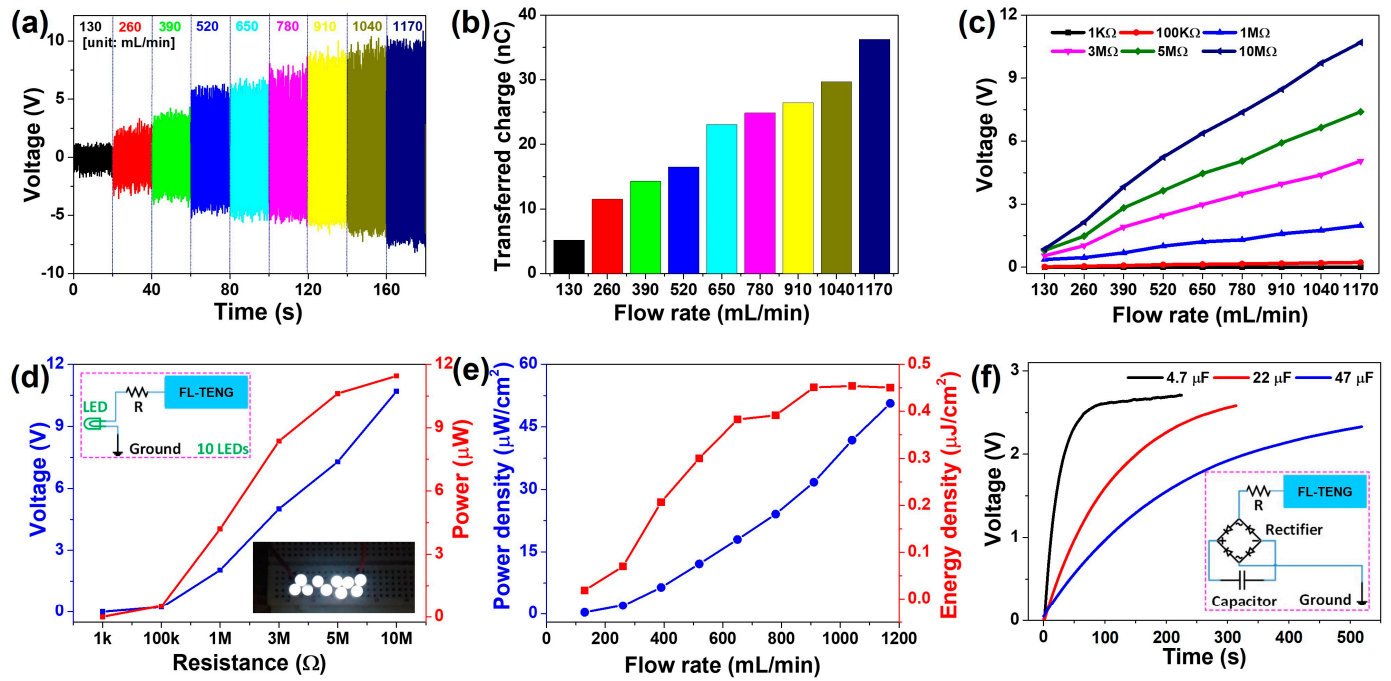 (a)
130 260 390 520 650 780 910 1040 1170
[unit: mL/min]
10
5
0
-5
-10
Voltage (V)
0 40 80 120 160
Time (s)
(b)
40
30
20
10
0
Transferred charge (nC)
130 260 390 520 650 780 910 1040 1170
Flow rate (mL/min)
(c)
1KΩ 100KΩ 1MΩ
3MΩ 5MΩ 10MΩ
12
9
6
3
0
Voltage (V)
130 260 390 520 650 780 910 1040 1170
Flow rate (mL/min)
(d)
12
9
6
3
0
Voltage (V)
LED
R
FL-TENG
Ground
10 LEDs
12
9
6
3
0
Power (μW)
1k 100k 1M 3M 5M 10M
Resistance (Ω)
(e)
60
45
30
15
0
Power density (μW/cm²)
0.5
0.4
0.3
0.2
0.1
0.0
Energy density (μJ/cm²)
0 200 400 600 800 1000 1200
Flow rate (mL/min)
(f)
4.7 μF 22 μF 47 μF
3
2
1
0
Voltage (V)
R
FL-TENG
Rectifier
Capacitor
Ground
0 100 200 300 400 500
Time (s)